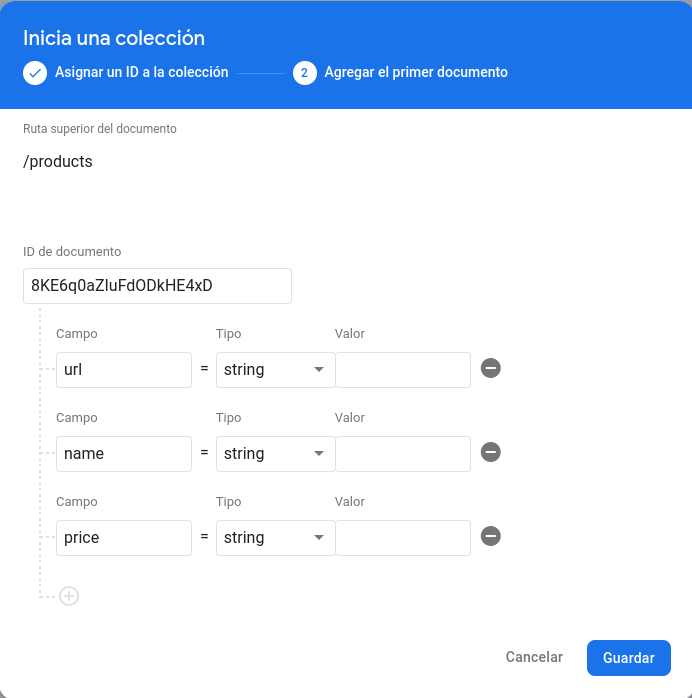 Inicia una colección
Asignar un ID a la colección 2 Agregar el primer documento
Ruta superior del documento
/products
ID de documento
8KE6q0aZIuFdODkHE4xD
Campo Tipo Valor
url = string
Campo Tipo Valor
name = string
Campo Tipo Valor
price = string
Cancelar Guardar